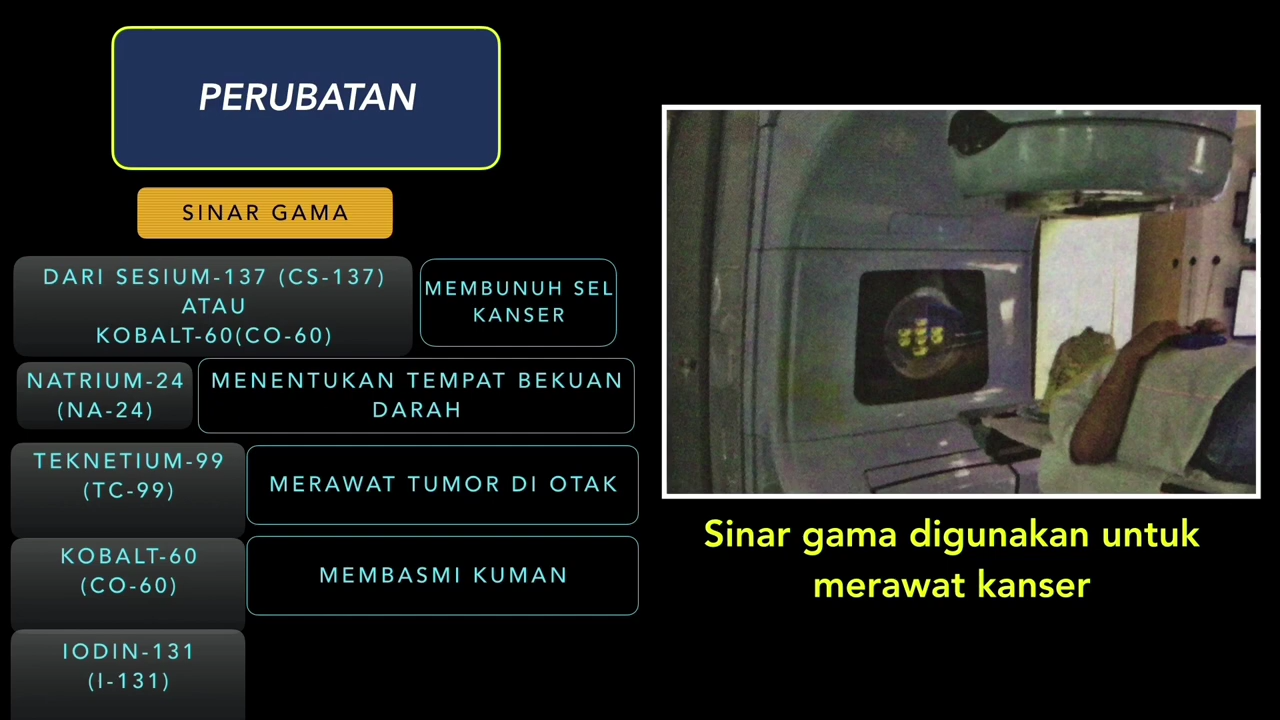 PERUBATAN
SINAR GAMA
DARI SESIUM-137 (CS-137)
ATAU
KOBALT-60(CO-60)
MEMBUNUH SEL
KANSER
NATRIUM-24
(NA-24)
MENENTUKAN TEMPAT BEKUAN
DARAH
TEKNETIUM-99
(TC-99)
MERAWAT TUMOR DI OTAK
KOBALT-60
(CO-60)
MEMBASMI KUMAN
IODIN-131
(I-131)
Sinar gama digunakan untuk
merawat kanser